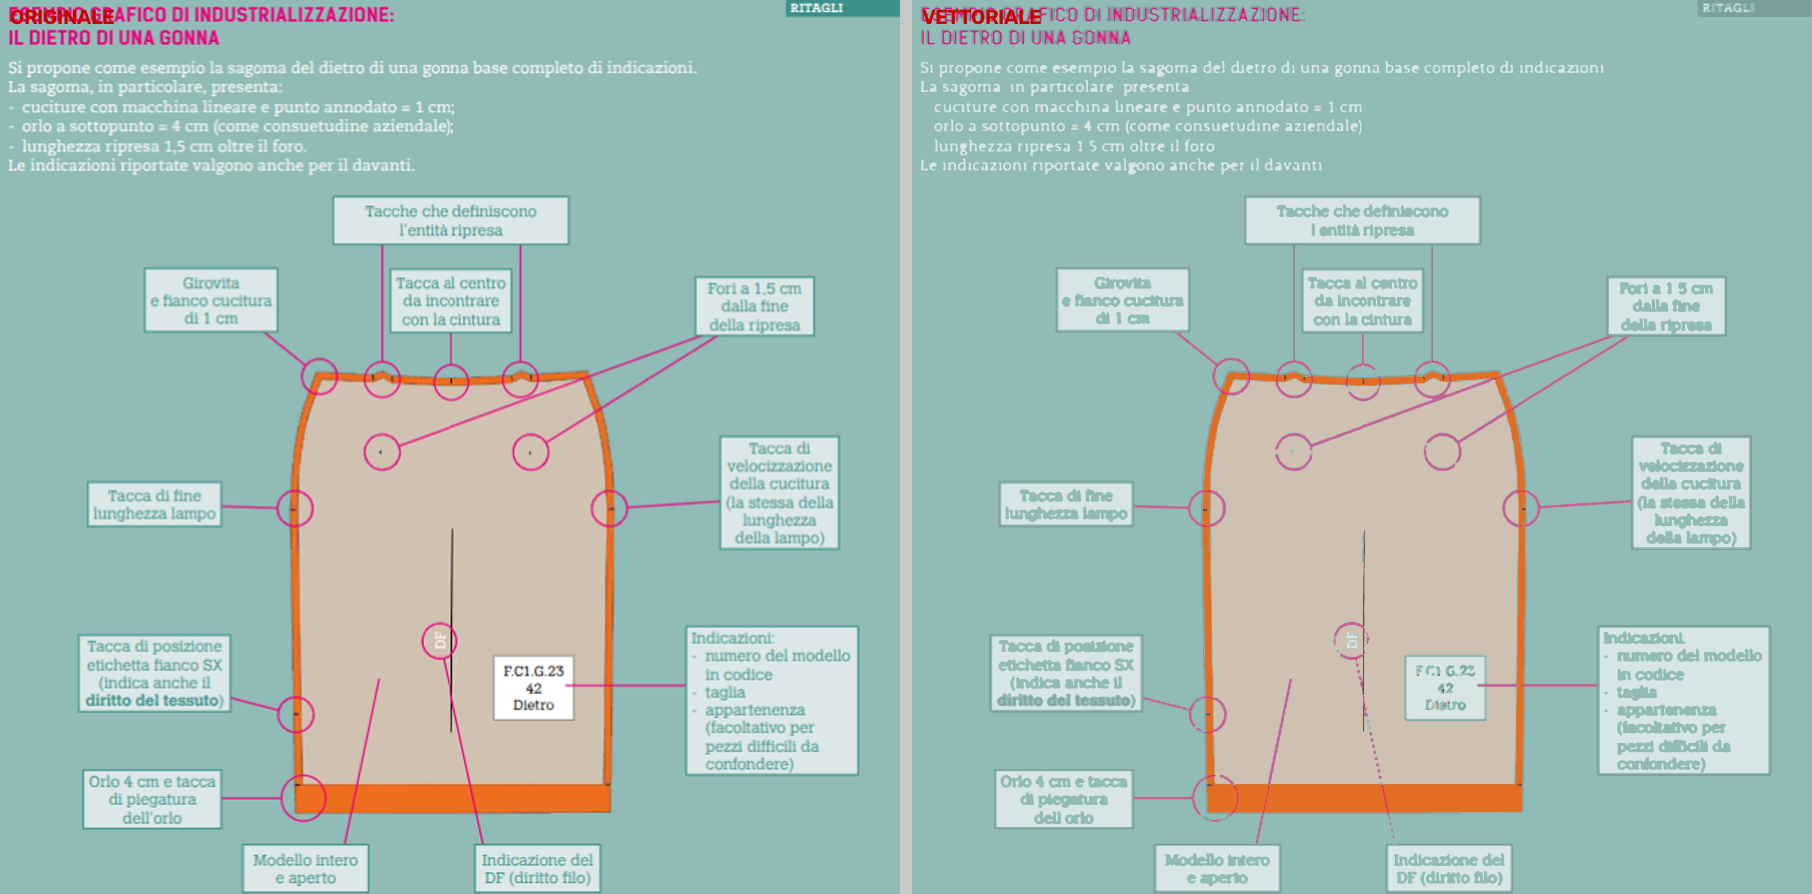 ORIGINALE
ESEMPIO GRAFICO DI INDUSTRIALIZZAZIONE:
IL DIETRO DI UNA GONNA
RITAGLI
Si propone come esempio la sagoma del dietro di una gonna base completo di indicazioni.
La sagoma, in particolare, presenta:
- cuciture con macchina lineare e punto annodato = 1 cm;
- orlo a sottopunto = 4 cm (come consuetudine aziendale);
- lunghezza ripresa 1,5 cm oltre il foro.
Le indicazioni riportate valgono anche per il davanti.
Tacche che definiscono
l'entità ripresa
Girovita
e fianco cucitura
di 1 cm
Tacca al centro
da incontrare
con la cintura
Fori a 1,5 cm
dalla fine
della ripresa
Tacca di fine
lunghezza lampo
Tacca di
velocizzazione
della cucitura
(la stessa della
lunghezza
della lampo)
Tacca di posizione
etichetta fianco SX
(indica anche il
diritto del tessuto)
DF
F.C1.G.23
42
Dietro
Indicazioni:
- numero del modello
in codice
- taglia
- appartenenza
(facoltativo per
pezzi difficili da
confondere)
Orlo 4 cm e tacca
di piegatura
dell'orlo
Modello intero
e aperto
Indicazione del
DF (diritto filo)
VETTORIALE
ESEMPIO GRAFICO DI INDUSTRIALIZZAZIONE:
IL DIETRO DI UNA GONNA
RITAGLI
Si propone come esempio la sagoma del dietro di una gonna base completo di indicazioni
La sagoma in particolare presenta
cuciture con macchina lineare e punto annodato = 1 cm
orlo a sottopunto = 4 cm (come consuetudine aziendale)
lunghezza ripresa 1 5 cm oltre il foro
Le indicazioni riportate valgono anche per il davanti
Tacche che definiscono
l entità ripresa
Girovita
e fianco cucitura
di 1 cm
Tacca al centro
da incontrare
con la cintura
Fori a 1 5 cm
dalla fine
della ripresa
Tacca di fine
lunghezza lampo
Tacca di
velocizzazione
della cucitura
(la stessa della
lunghezza
della lampo)
Tacca di posizione
etichetta fianco SX
(indica anche il
diritto del tessuto)
DF
F.C1 G.23
42
Dietro
Indicazioni.
- numero del modello
in codice
- taglia
- appartenenza
(facoltativo per
pezzi difficili da
confondere)
Orlo 4 cm e tacca
di piegatura
dell orlo
Modello intero
e aperto
Indicazione del
DF (diritto filo)